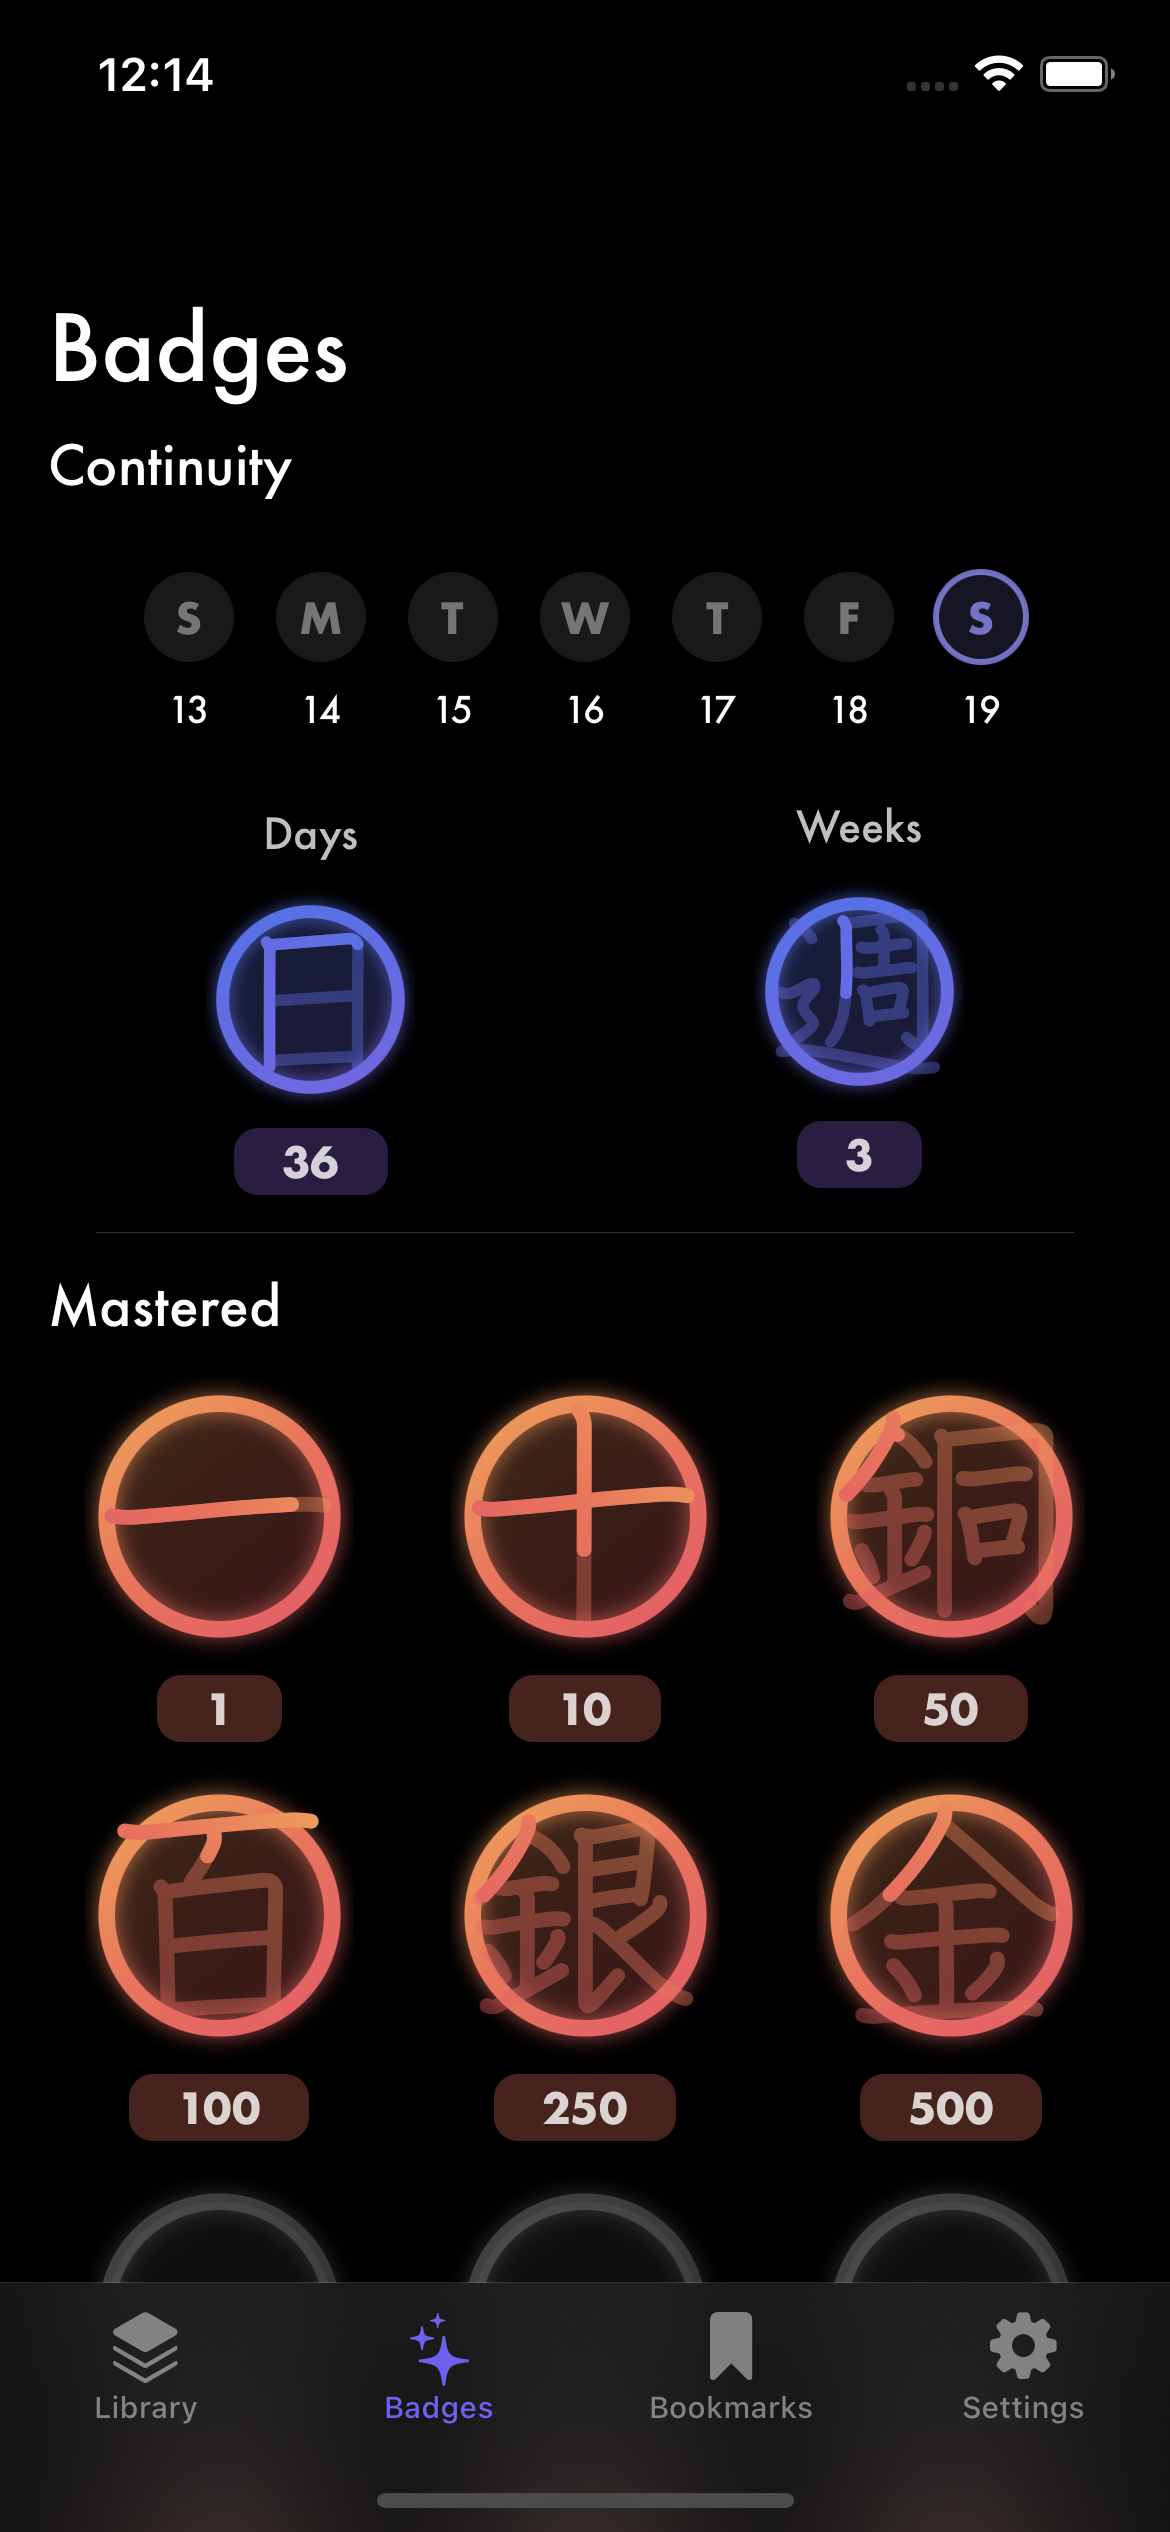 12:14
Badges
Continuity
S M T W T F S
13 14 15 16 17 18 19
Days Weeks
日 週
36 3
Mastered
一 十 銅
1 10 50
百 銀 金
100 250 500
Library Badges Bookmarks Settings